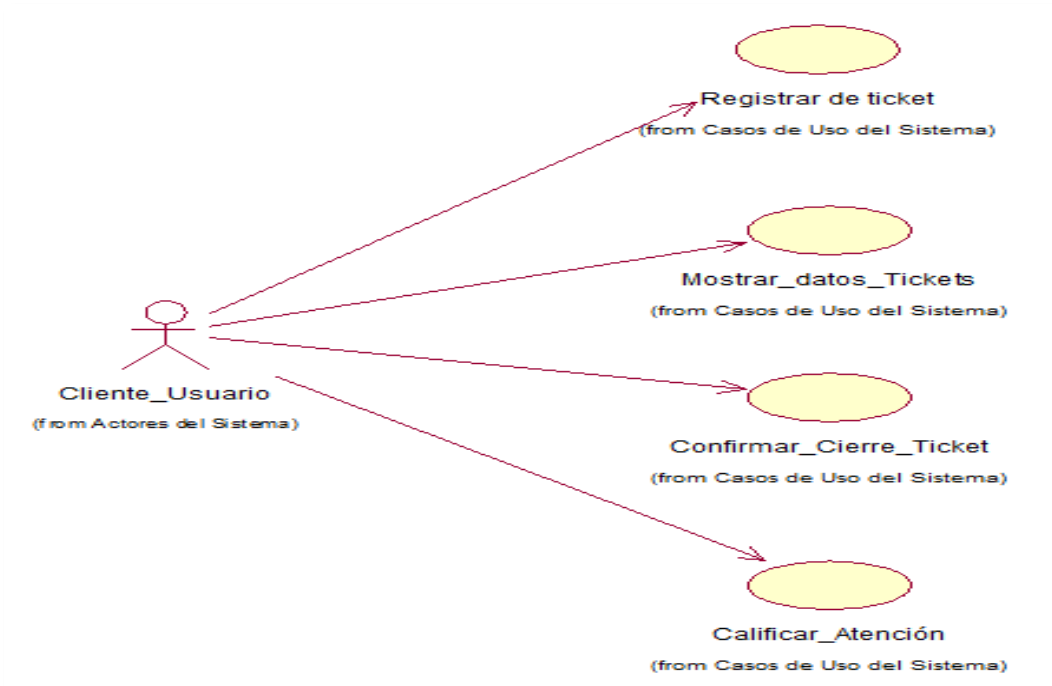 Registrar de ticket
(from Casos de Uso del Sistema)
Mostrar_datos_Tickets
(from Casos de Uso del Sistema)
Cliente_Usuario
(from Actores del Sistema)
Confirmar_Cierre_Ticket
(from Casos de Uso del Sistema)
Calificar_Atención
(from Casos de Uso del Sistema)